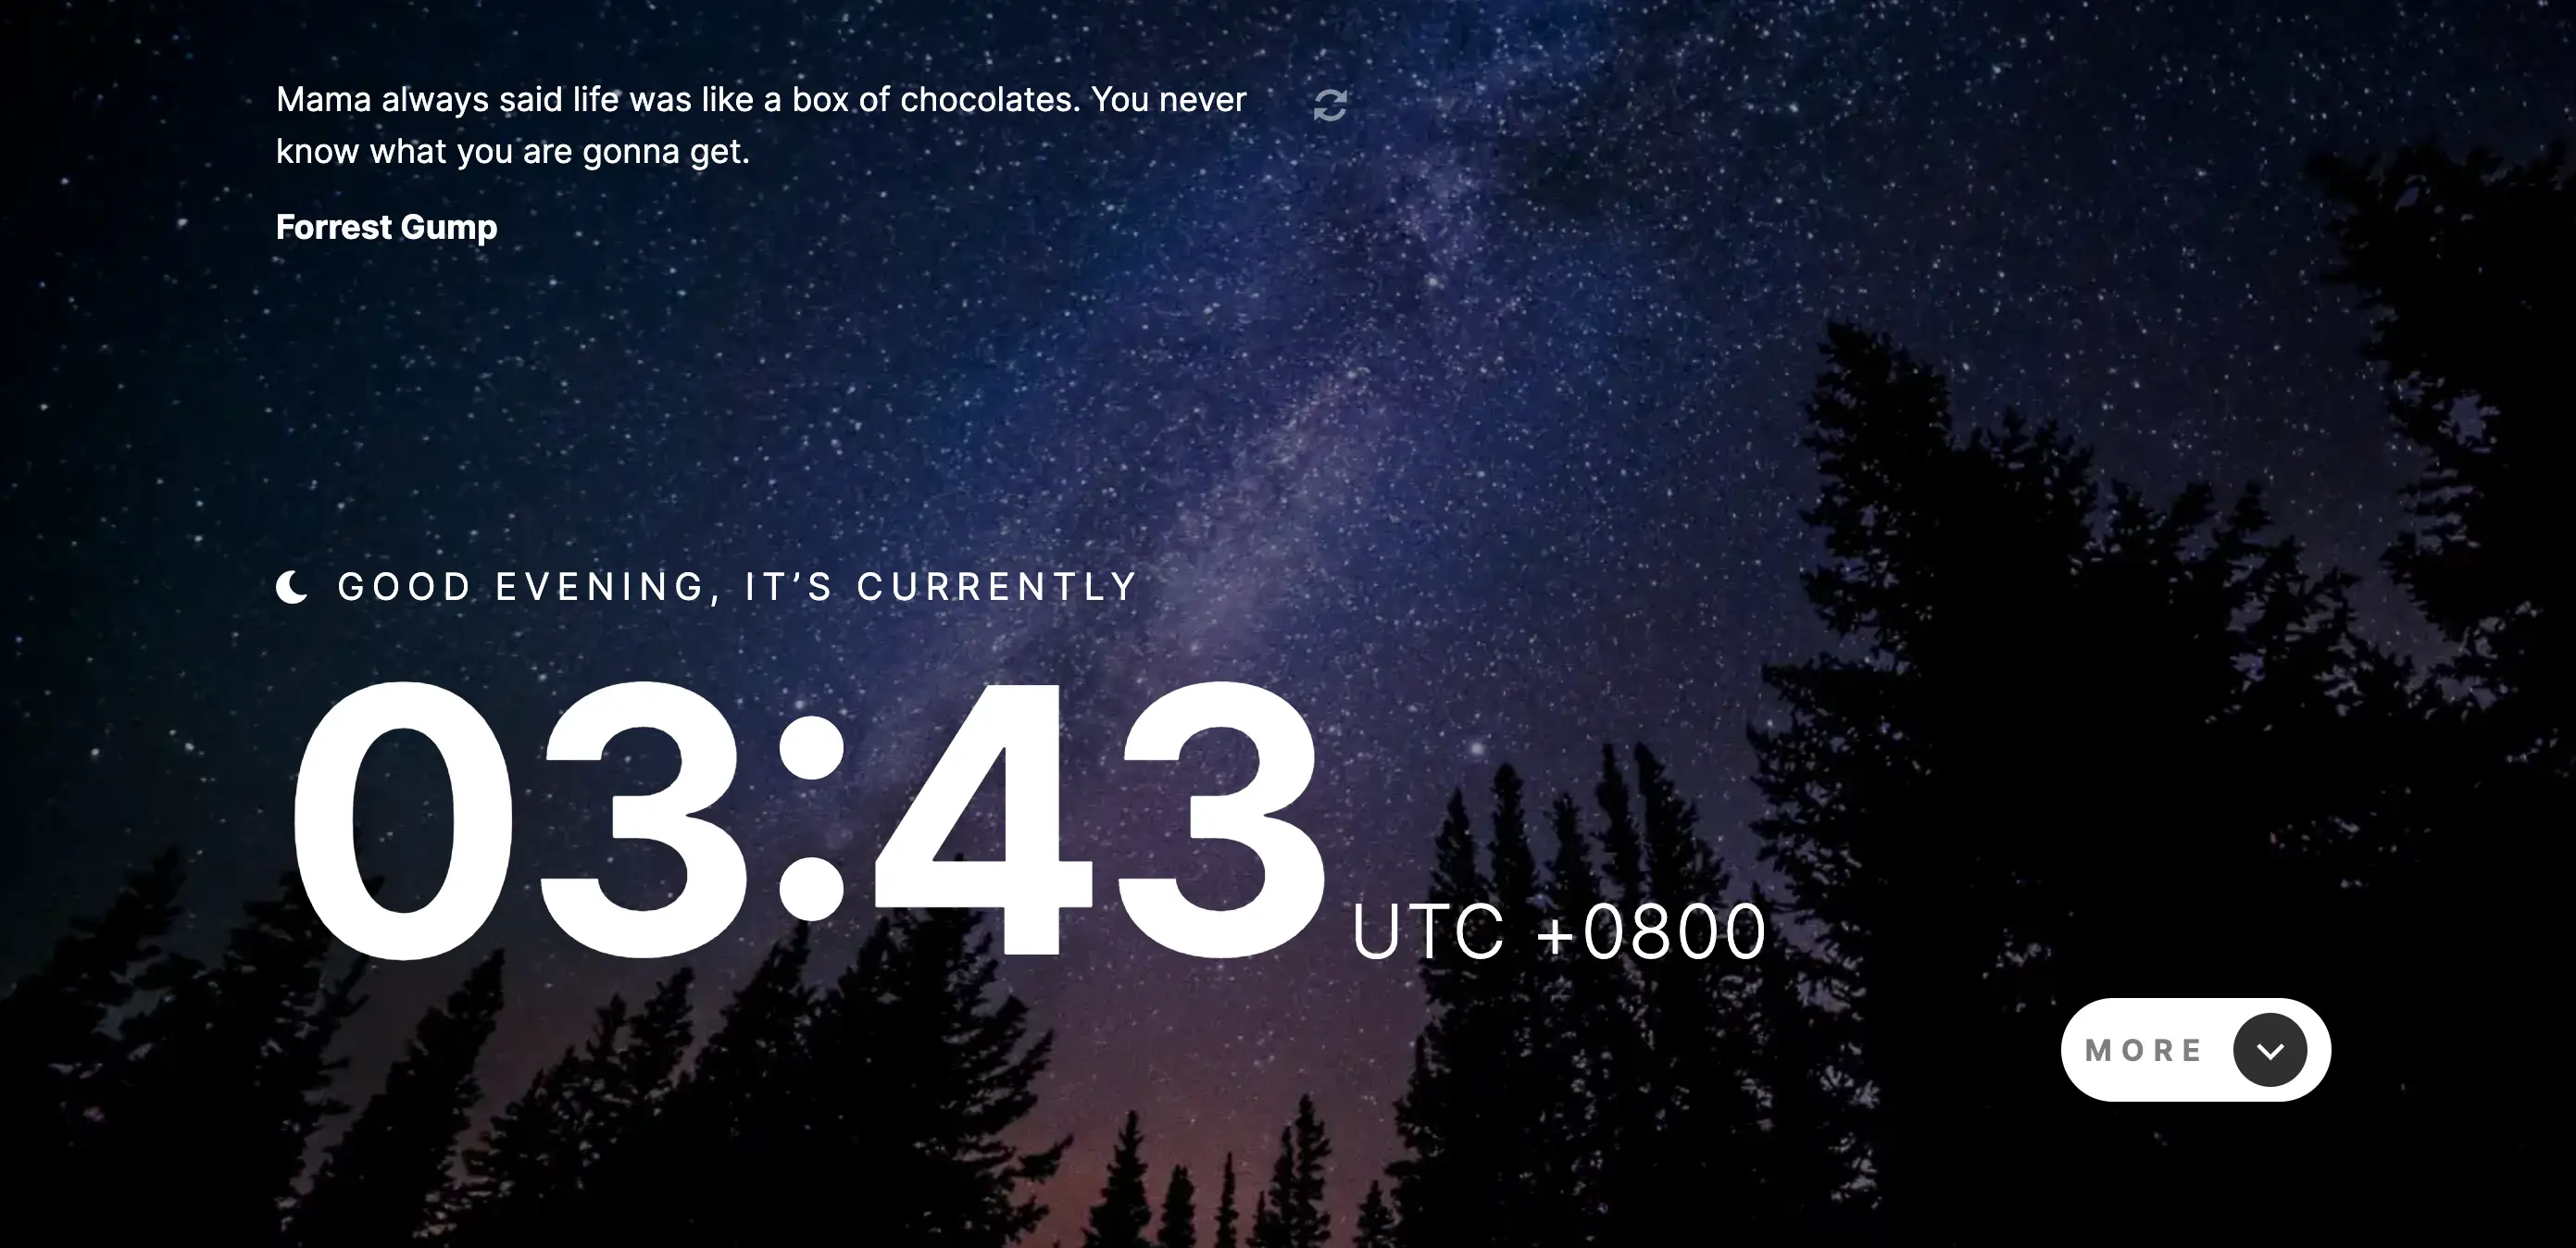 Mama always said life was like a box of chocolates. You never
know what you are gonna get.
Forrest Gump
GOOD EVENING, IT’S CURRENTLY
03:43 UTC +0800
MORE